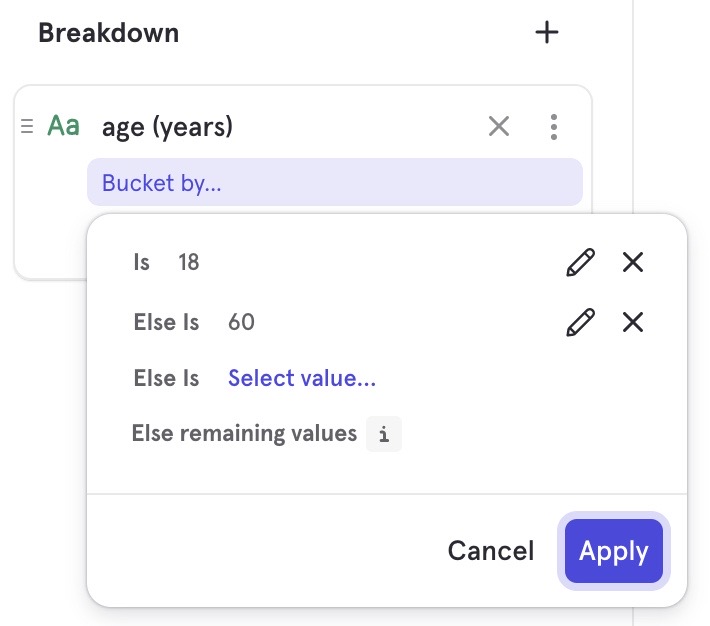 Breakdown
Aa age (years)
Bucket by...
Is 18
Else Is 60
Else Is Select value...
Else remaining values i
Cancel Apply